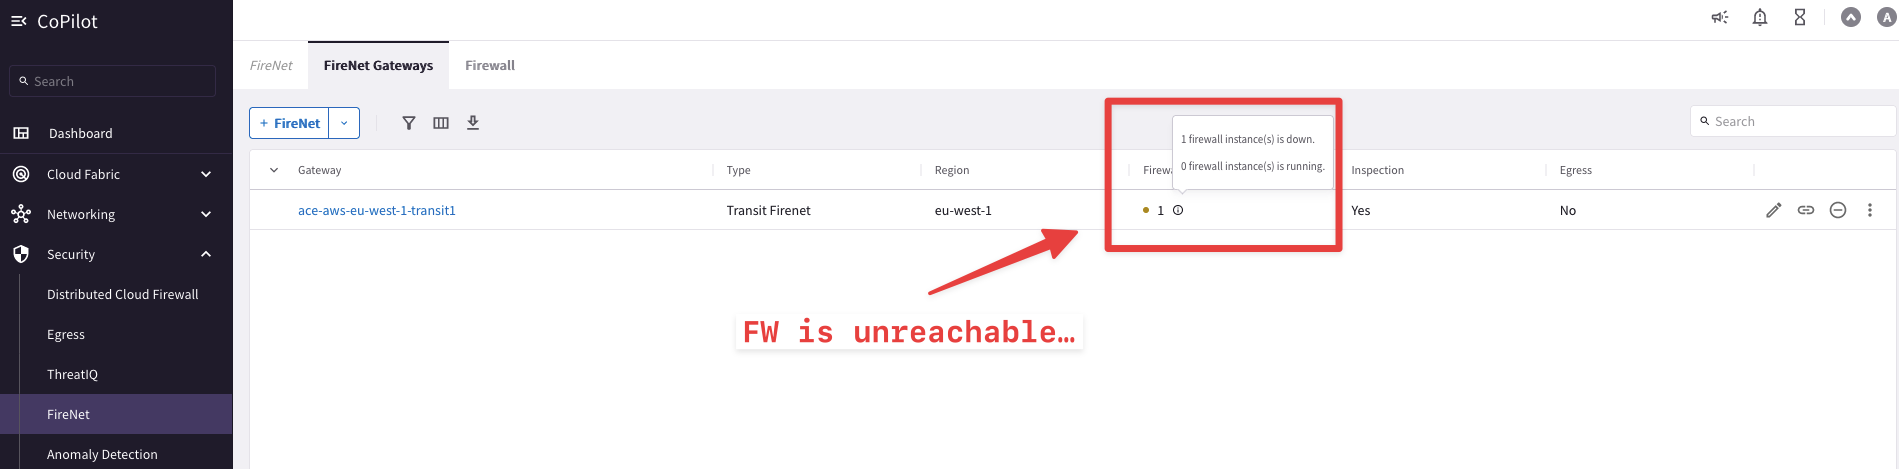 CoPilot
Search
Dashboard
Cloud Fabric
Networking
Security
Distributed Cloud Firewall
Egress
ThreatIQ
FireNet
Anomaly Detection
A
FireNet FireNet Gateways Firewall
+ FireNet
Search
1 firewall instance(s) is down.
0 firewall instance(s) is running.
Gateway Type Region Inspection Egress
ace-aws-eu-west-1-transit1 Transit Firenet eu-west-1 1 Yes No
FW is unreachable…